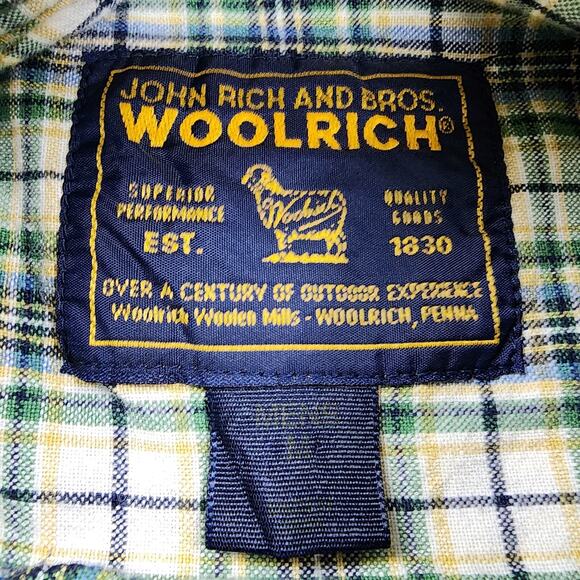 JOHN RICH AND BROS.
WOOLRICH®
SUPERIOR
PERFORMANCE
Woolrich
QUALITY
GOODS
EST. 1830
OVER A CENTURY OF OUTDOOR EXPERIENCE
Woolrich Woolen Mills - WOOLRICH, PENNA.